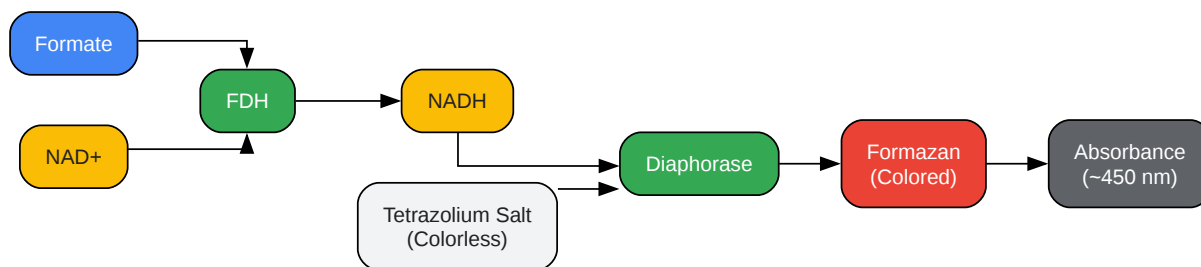 Formate
FDH
NADH
NAD+
Diaphorase
Formazan
(Colored)
Absorbance
(~450 nm)
Tetrazolium Salt
(Colorless)